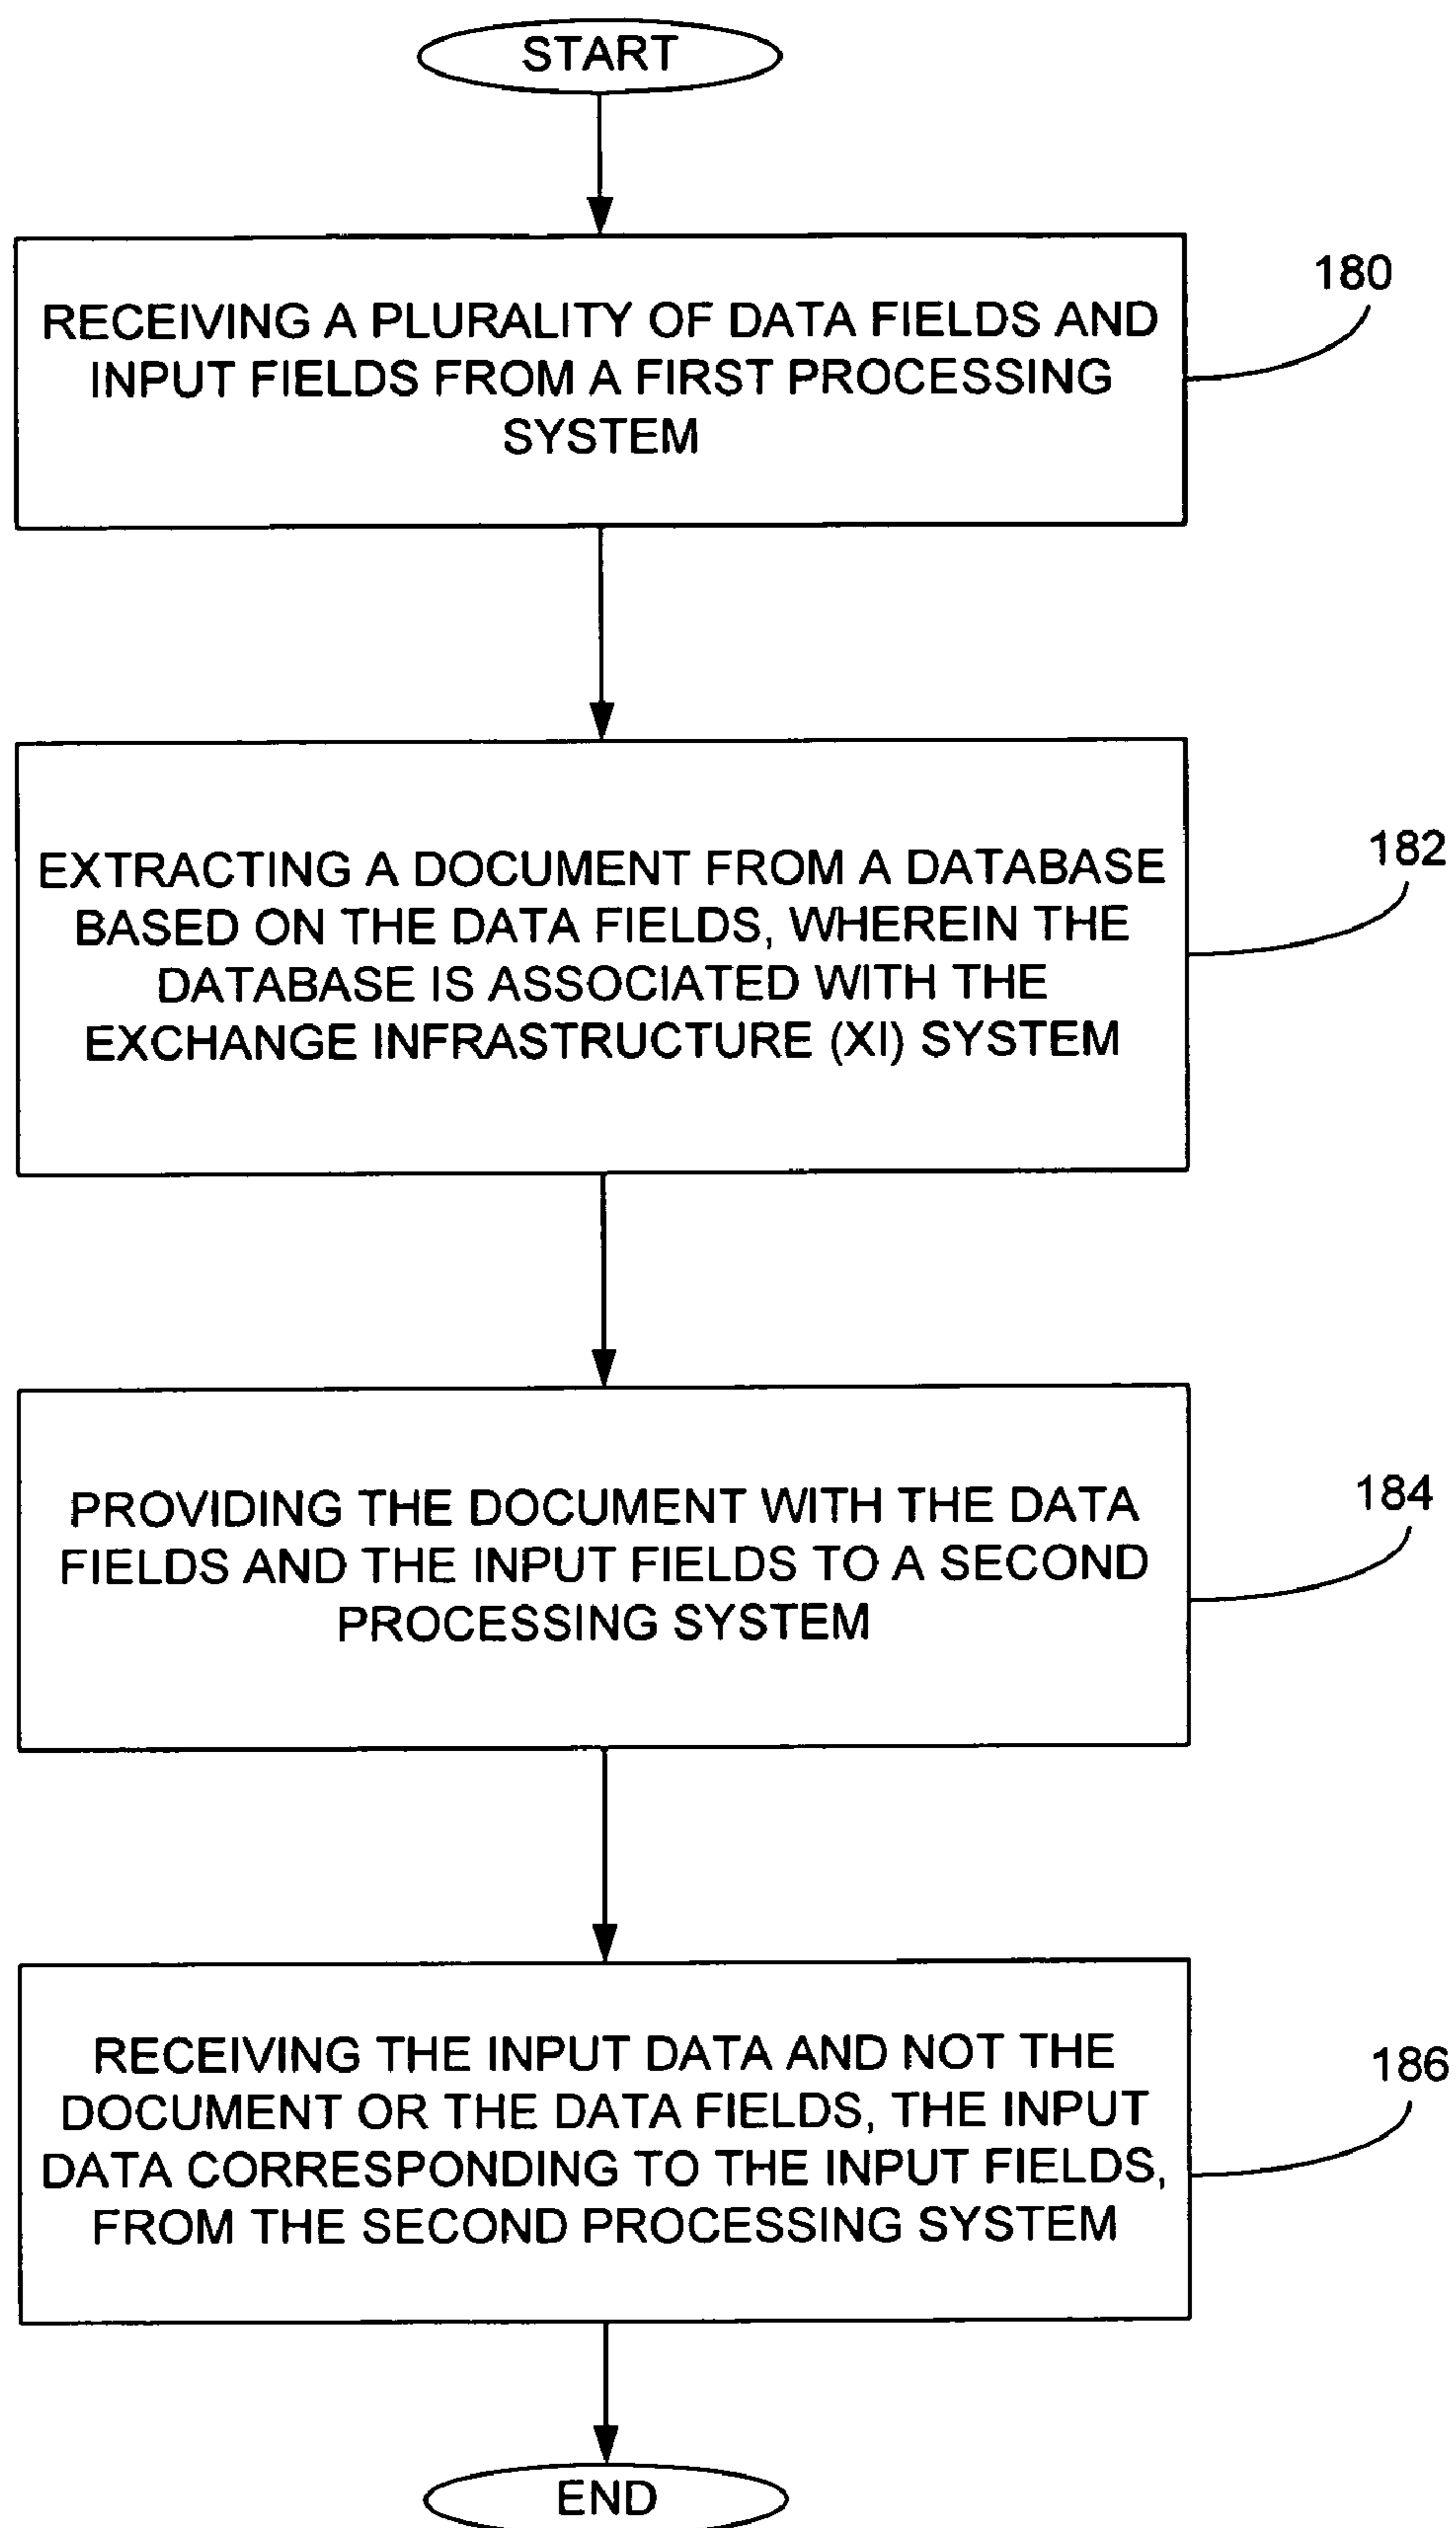 START
180
RECEIVING A PLURALITY OF DATA FIELDS AND
INPUT FIELDS FROM A FIRST PROCESSING
SYSTEM
182
EXTRACTING A DOCUMENT FROM A DATABASE
BASED ON THE DATA FIELDS, WHEREIN THE
DATABASE IS ASSOCIATED WITH THE
EXCHANGE INFRASTRUCTURE (XI) SYSTEM
184
PROVIDING THE DOCUMENT WITH THE DATA
FIELDS AND THE INPUT FIELDS TO A SECOND
PROCESSING SYSTEM
186
RECEIVING THE INPUT DATA AND NOT THE
DOCUMENT OR THE DATA FIELDS, THE INPUT
DATA CORRESPONDING TO THE INPUT FIELDS,
FROM THE SECOND PROCESSING SYSTEM
END